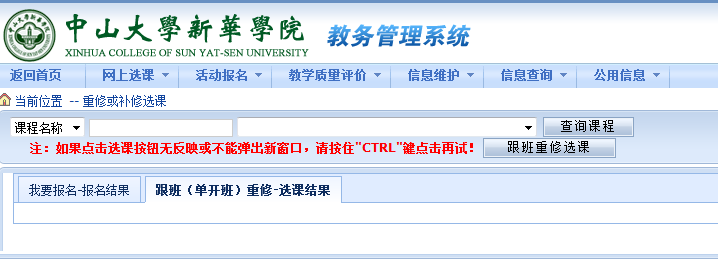 中山大學新華學院
XINHUA COLLEGE OF SUN YAT-SEN UNIVERSITY
教务管理系统
返回首页 网上选课 活动报名 教学质量评价 信息维护 信息查询 公用信息
当前位置 -- 重修或补修选课
课程名称 查询课程
注：如果点击选课按钮无反映或不能弹出新窗口，请按住"CTRL"键点击再试！ 跟班重修选课
我要报名-报名结果 跟班（单开班）重修-选课结果